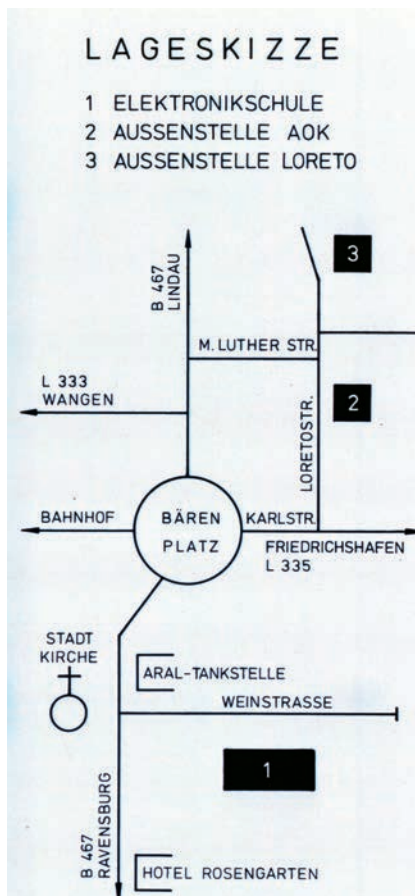 LAGESKIZZE
1 ELEKTRONIKSCHULE
2 AUSSENSTELLE AOK
3 AUSSENSTELLE LORETO
3
B 467
LINDAU
M. LUTHER STR.
L 333
WANGEN
2
LORETOSTR.
BAHNHOF
BÄREN
PLATZ
KARLSTR.
FRIEDRICHSHAFEN
L 335
STADT
KIRCHE
ARAL-TANKSTELLE
WEINSTRASSE
1
B 467
RAVENSBURG
HOTEL ROSENGARTEN